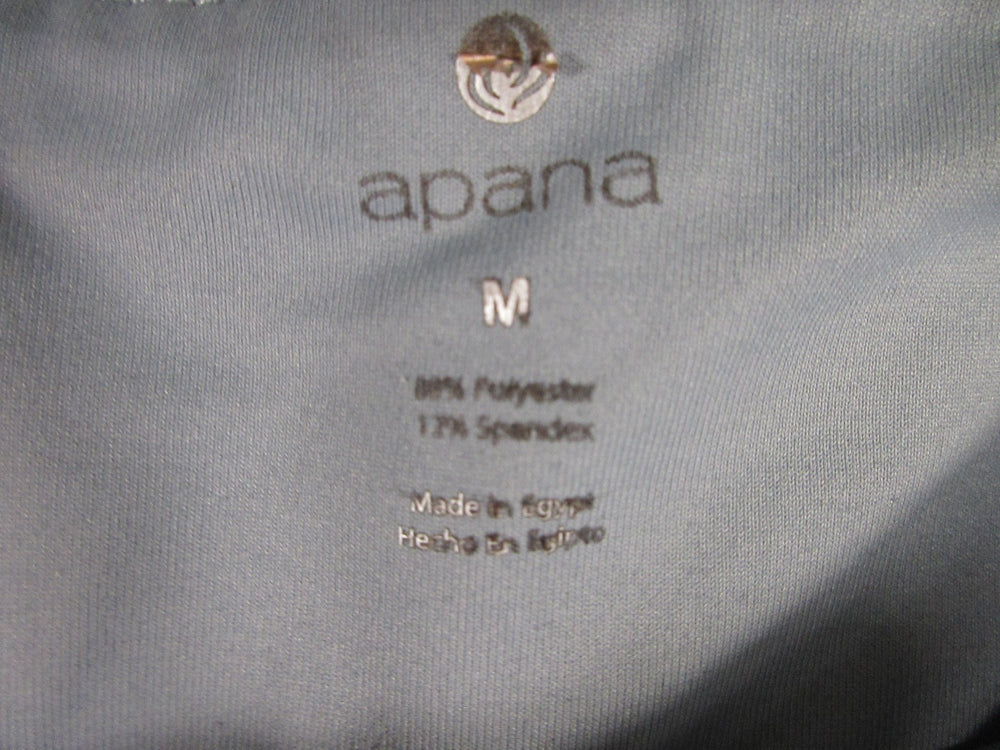 apana
M
88% Polyester
12% Spandex
Made in Egypt
Hecho En Egipto